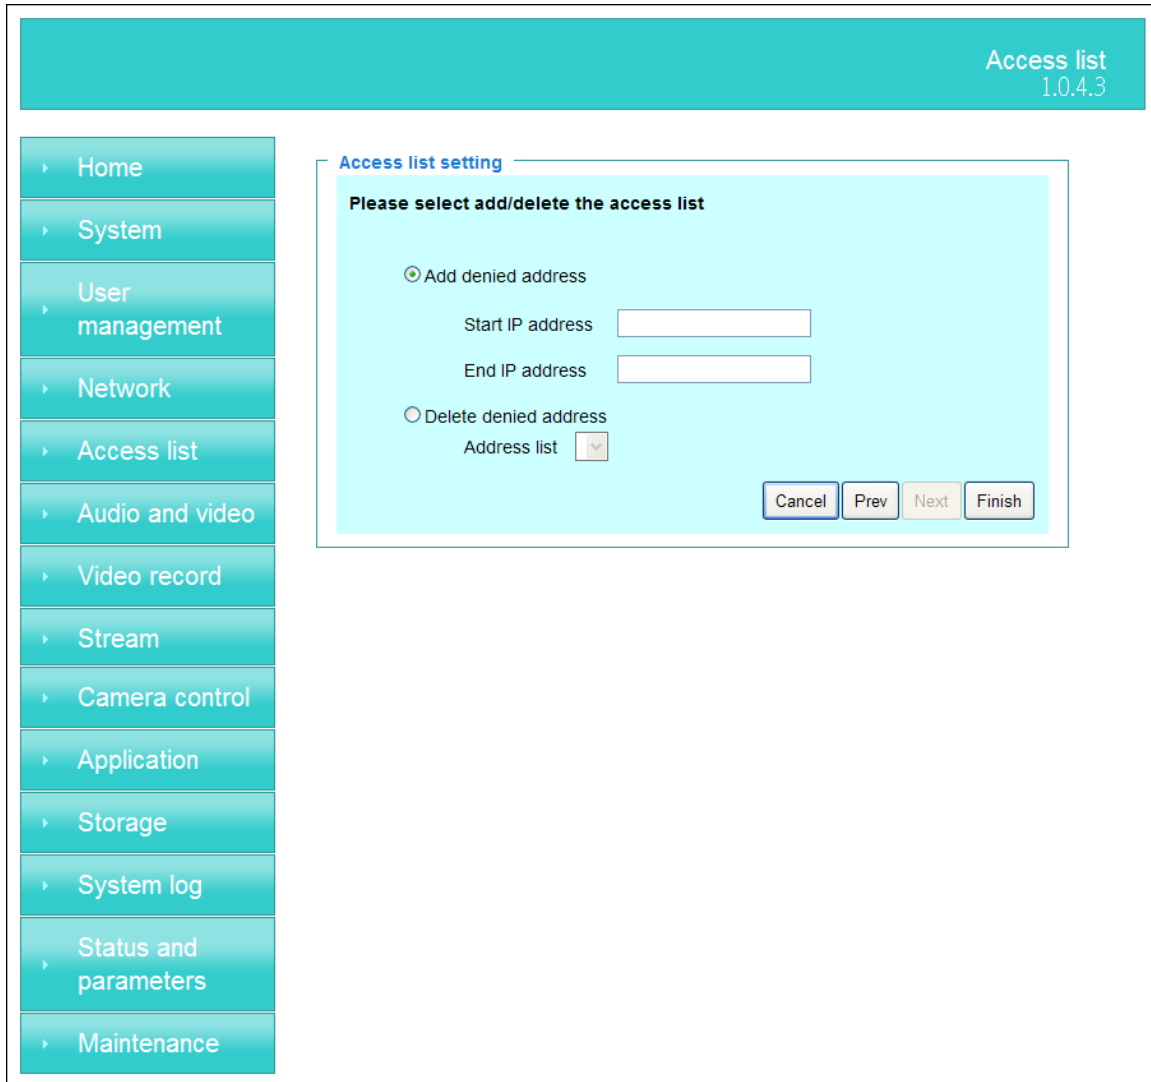 Access list
1.0.4.3
Home
System
User
management
Network
Access list
Audio and video
Video record
Stream
Camera control
Application
Storage
System log
Status and
parameters
Maintenance
Access list setting
Please select add/delete the access list
Add denied address
Start IP address
End IP address
Delete denied address
Address list
Cancel Prev Next Finish